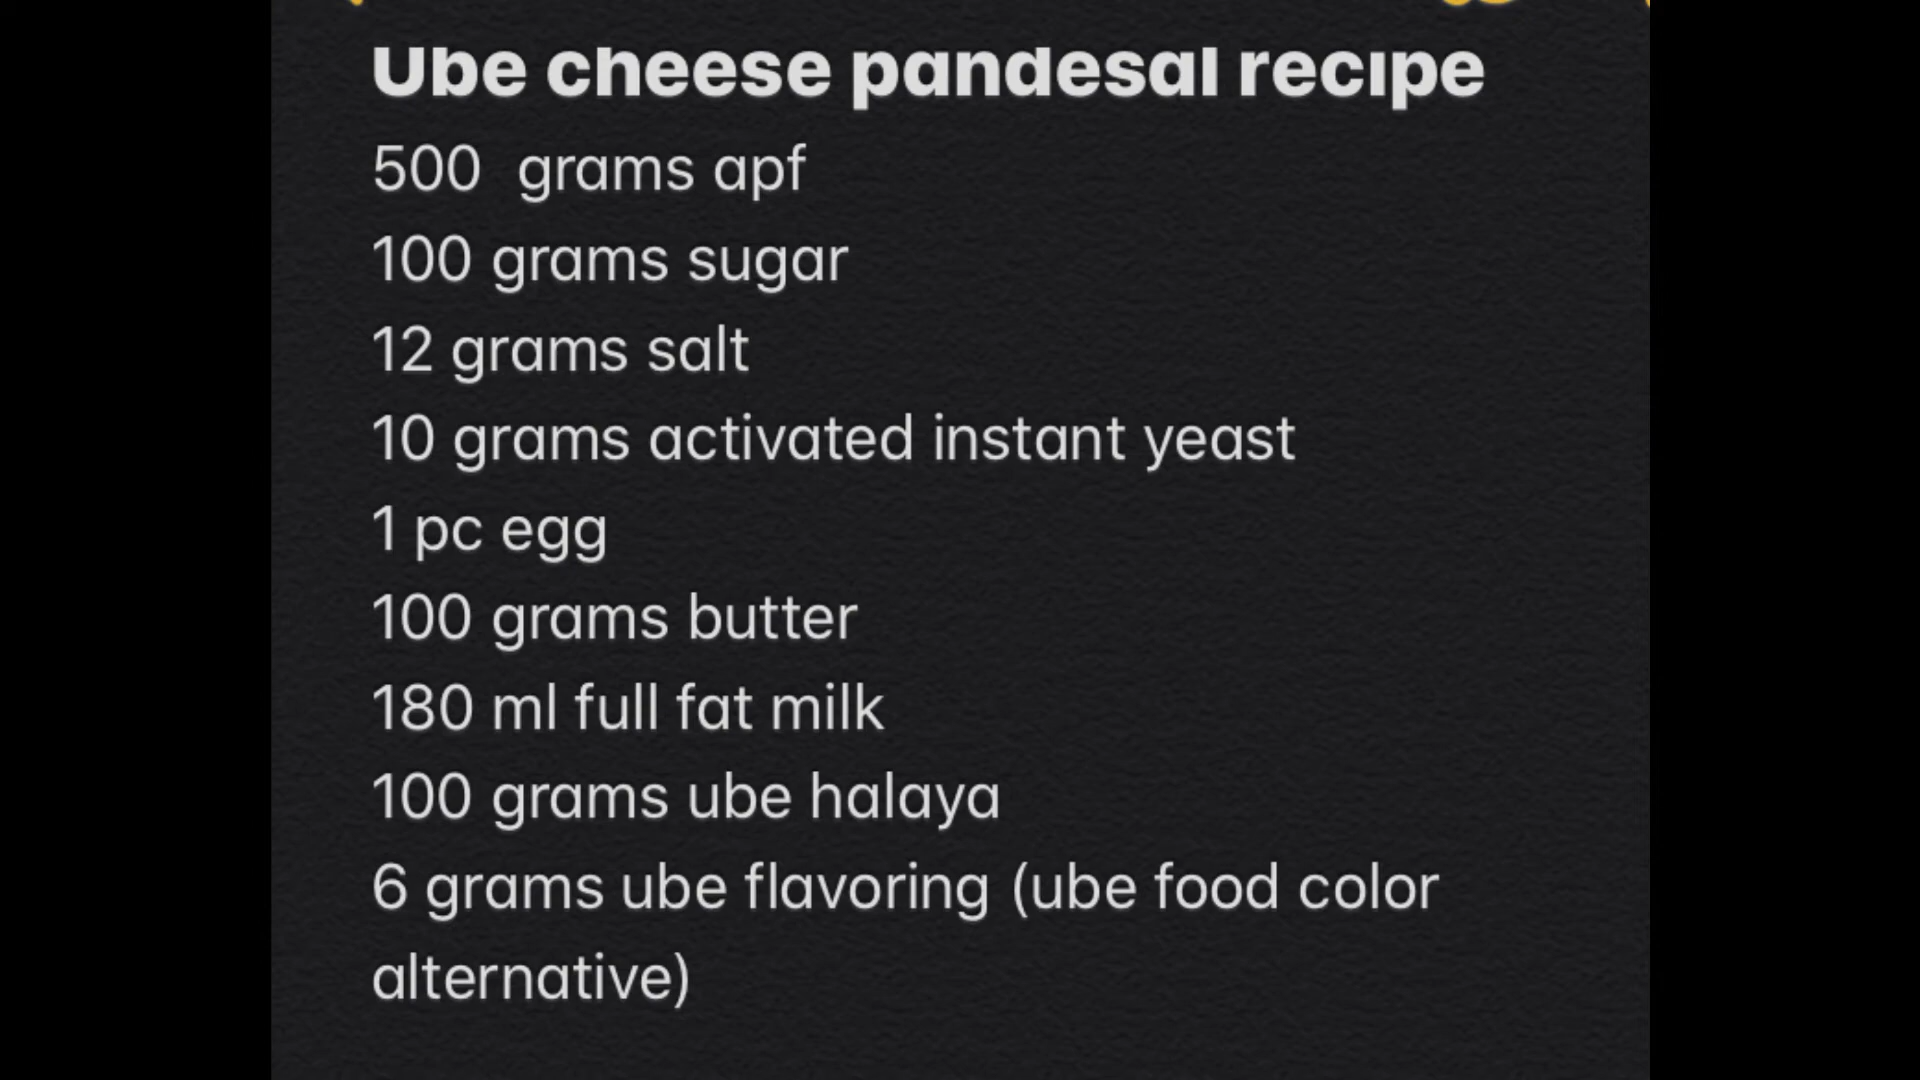 Ube cheese pandesal recipe
500  grams apf
100 grams sugar
12 grams salt
10 grams activated instant yeast
1 pc egg
100 grams butter
180 ml full fat milk
100 grams ube halaya
6 grams ube flavoring (ube food color
alternative)